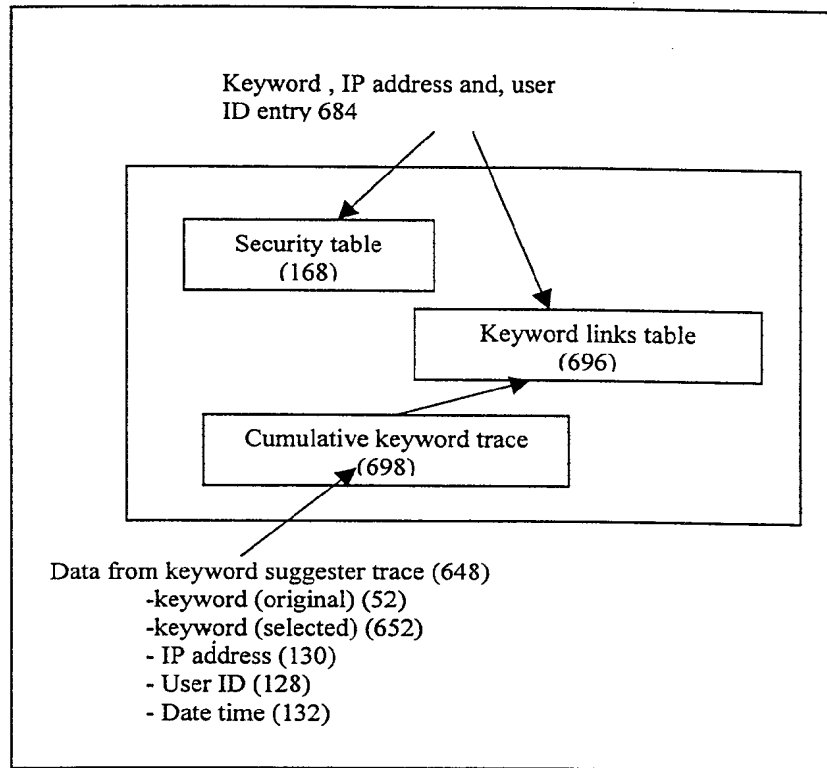 Keyword , IP address and, user
ID entry 684
Security table
(168)
Keyword links table
(696)
Cumulative keyword trace
(698)
Data from keyword suggester trace (648)
-keyword (original) (52)
-keyword (selected) (652)
- IP address (130)
- User ID (128)
- Date time (132)